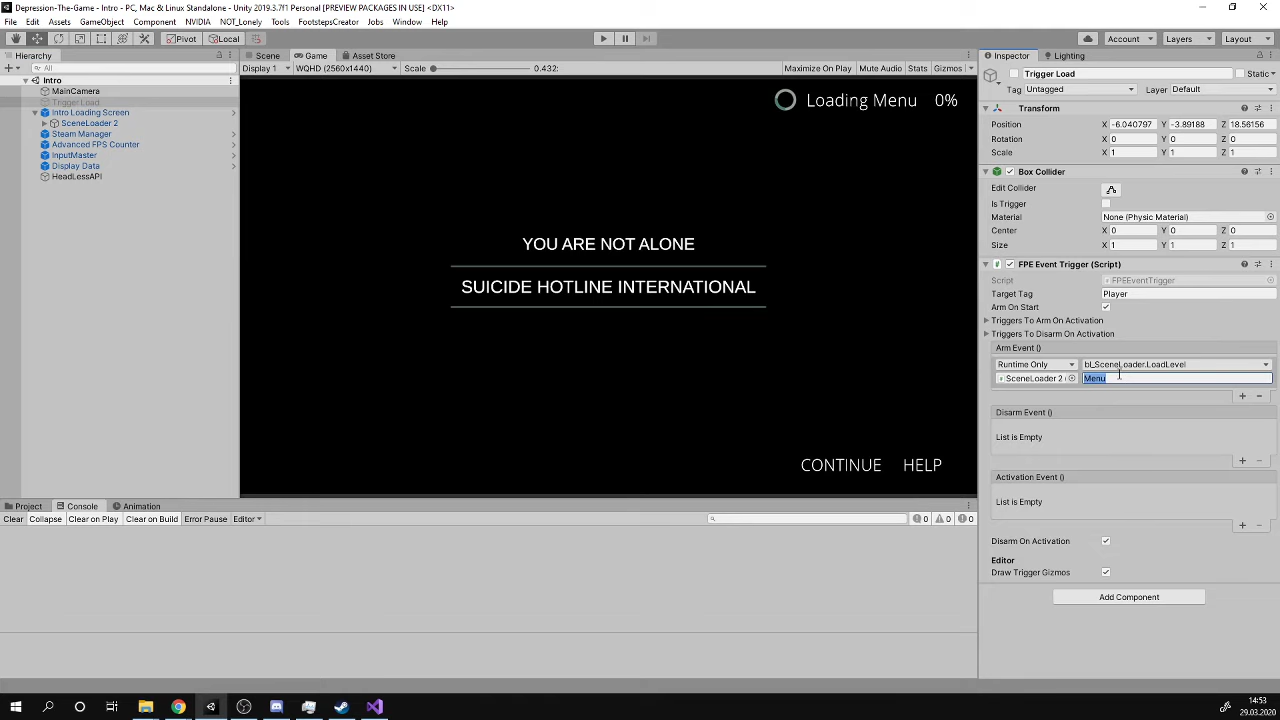 Depression-The-Game - Intro - PC, Mac & Linux Standalone - Unity 2019.3.7f1 Personal [PREVIEW PACKAGES IN USE] <DX11>
File Edit Assets GameObject Component NVIDIA NOT_Lonely Tools FootstepsCreator Jobs Window Help
Pivot Local Account Layers Layout
Hierarchy
All
Intro
MainCamera
Trigger Load
Intro Loading Screen
SceneLoader 2
Steam Manager
Advanced FPS Counter
InputMaster
Display Data
HeadLessAPI
Scene Game Asset Store
Display 1 WQHD (2560x1440) Scale 0.432: Maximize On Play Mute Audio Stats Gizmos
Loading Menu 0%
YOU ARE NOT ALONE
SUICIDE HOTLINE INTERNATIONAL
CONTINUE HELP
Project Console Animation
Clear Collapse Clear on Play Clear on Build Error Pause Editor 0 0 0
Inspector Lighting
Trigger Load Static
Tag Untagged Layer Default
Transform
Position X -6.040797 Y -3.89188 Z 18.56156
Rotation X 0 Y 0 Z 0
Scale X 1 Y 1 Z 1
Box Collider
Edit Collider
Is Trigger
Material None (Physic Material)
Center X 0 Y 0 Z 0
Size X 1 Y 1 Z 1
FPE Event Trigger (Script)
Script FPEEventTrigger
Target Tag Player
Arm On Start
Triggers To Arm On Activation
Triggers To Disarm On Activation
Arm Event ()
Runtime Only bl_SceneLoader.LoadLevel
SceneLoader 2 ( Menu
Disarm Event ()
List is Empty
Activation Event ()
List is Empty
Disarm On Activation
Editor
Draw Trigger Gizmos
Add Component
14:53
29.03.2020